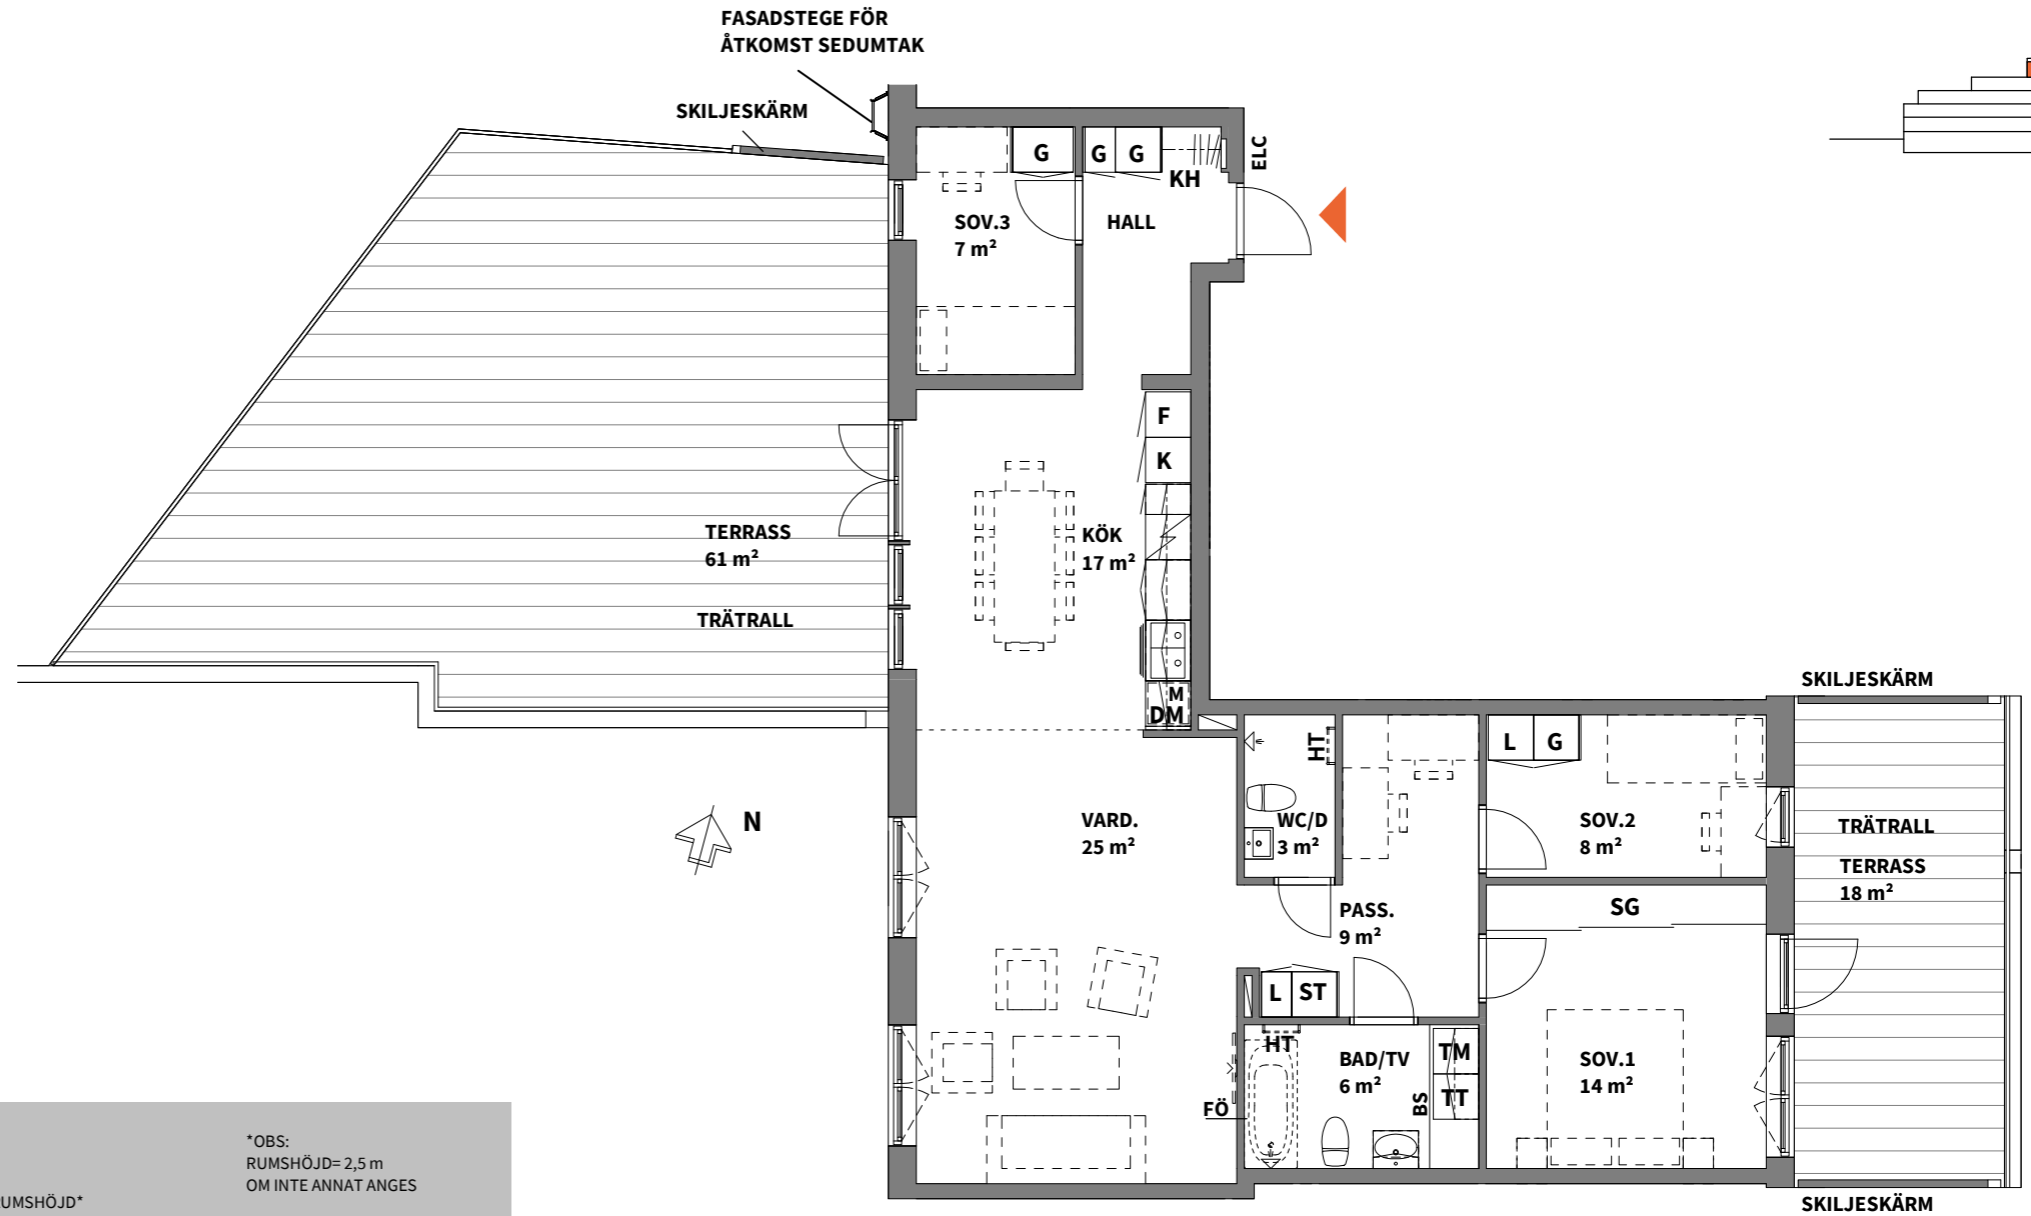 FASADSTEGE FÖR
ÅTKOMST SEDUMTAK
SKILJESKÄRM
ELC
G
G
G
KH
SOV.3
7 m²
HALL
F
K
KÖK
17 m²
TERRASS
61 m²
TRÄTRALL
M
DM
SKILJESKÄRM
HT
L
G
N
VARD.
25 m²
WC/D
3 m²
SOV.2
8 m²
TRÄTRALL
TERRASS
18 m²
PASS.
9 m²
SG
L
ST
HT
BAD/TV
6 m²
TM
TT
BS
FÖ
SOV.1
14 m²
SKILJESKÄRM
*OBS:
RUMSHÖJD= 2,5 m
OM INTE ANNAT ANGES
UMSHÖJD*